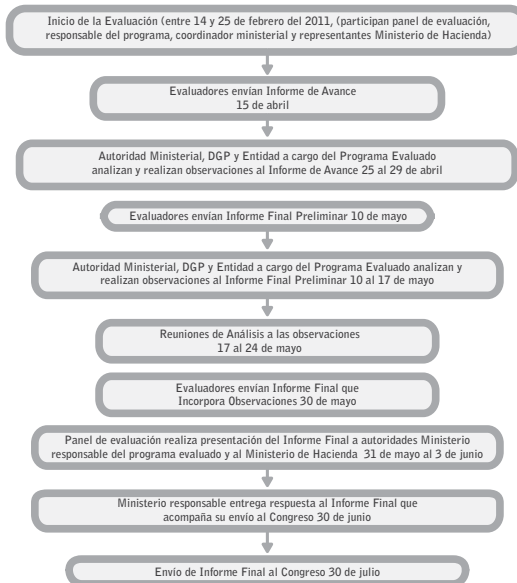 Inicio de la Evaluación (entre 14 y 25 de febrero del 2011, (participan panel de evaluación,
responsable del programa, coordinador ministerial y representantes Ministerio de Hacienda)
Evaluadores envían Informe de Avance
15 de abril
Autoridad Ministerial, DGP y Entidad a cargo del Programa Evaluado
analizan y realizan observaciones al Informe de Avance 25 al 29 de abril
Evaluadores envían Informe Final Preliminar 10 de mayo
Autoridad Ministerial, DGP y Entidad a cargo del Programa Evaluado analizan y
realizan observaciones al Informe Final Preliminar 10 al 17 de mayo
Reuniones de Análisis a las observaciones
17 al 24 de mayo
Evaluadores envían Informe Final que
Incorpora Observaciones 30 de mayo
Panel de evaluación realiza presentación del Informe Final a autoridades Ministerio
responsable del programa evaluado y al Ministerio de Hacienda 31 de mayo al 3 de junio
Ministerio responsable entrega respuesta al Informe Final que
acompaña su envío al Congreso 30 de junio
Envío de Informe Final al Congreso 30 de julio